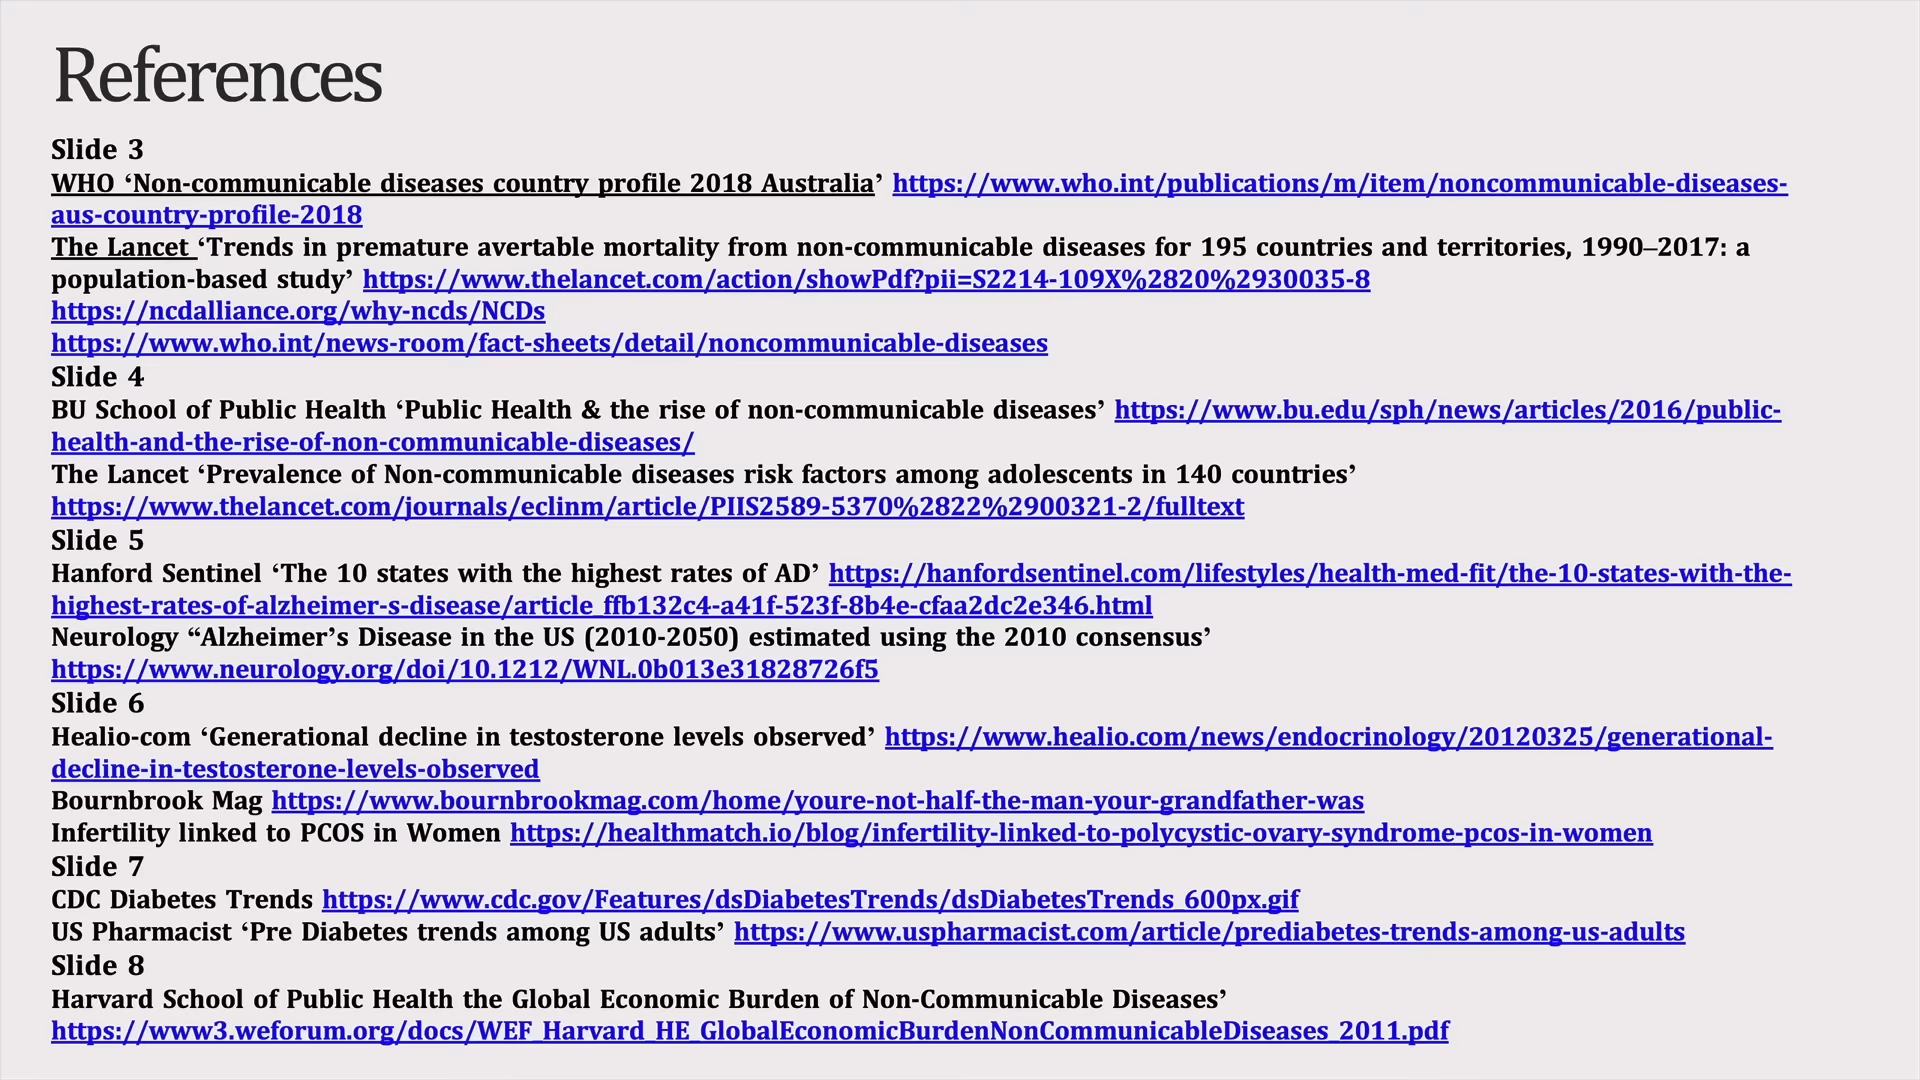 References
Slide 3
WHO ‘Non-communicable diseases country profile 2018 Australia’ https://www.who.int/publications/m/item/noncommunicable-diseases-
aus-country-profile-2018
The Lancet ‘Trends in premature avertable mortality from non-communicable diseases for 195 countries and territories, 1990–2017: a
population-based study’ https://www.thelancet.com/action/showPdf?pii=S2214-109X%2820%2930035-8
https://ncdalliance.org/why-ncds/NCDs
https://www.who.int/news-room/fact-sheets/detail/noncommunicable-diseases
Slide 4
BU School of Public Health ‘Public Health & the rise of non-communicable diseases’ https://www.bu.edu/sph/news/articles/2016/public-
health-and-the-rise-of-non-communicable-diseases/
The Lancet ‘Prevalence of Non-communicable diseases risk factors among adolescents in 140 countries’
https://www.thelancet.com/journals/eclinm/article/PIIS2589-5370%2822%2900321-2/fulltext
Slide 5
Hanford Sentinel ‘The 10 states with the highest rates of AD’ https://hanfordsentinel.com/lifestyles/health-med-fit/the-10-states-with-the-
highest-rates-of-alzheimer-s-disease/article_ffb132c4-a41f-523f-8b4e-cfaa2dc2e346.html
Neurology “Alzheimer’s Disease in the US (2010-2050) estimated using the 2010 consensus’
https://www.neurology.org/doi/10.1212/WNL.0b013e31828726f5
Slide 6
Healio-com ‘Generational decline in testosterone levels observed’ https://www.healio.com/news/endocrinology/20120325/generational-
decline-in-testosterone-levels-observed
Bournbrook Mag https://www.bournbrookmag.com/home/youre-not-half-the-man-your-grandfather-was
Infertility linked to PCOS in Women https://healthmatch.io/blog/infertility-linked-to-polycystic-ovary-syndrome-pcos-in-women
Slide 7
CDC Diabetes Trends https://www.cdc.gov/Features/dsDiabetesTrends/dsDiabetesTrends_600px.gif
US Pharmacist ‘Pre Diabetes trends among US adults’ https://www.uspharmacist.com/article/prediabetes-trends-among-us-adults
Slide 8
Harvard School of Public Health the Global Economic Burden of Non-Communicable Diseases’
https://www3.weforum.org/docs/WEF_Harvard_HE_GlobalEconomicBurdenNonCommunicableDiseases_2011.pdf